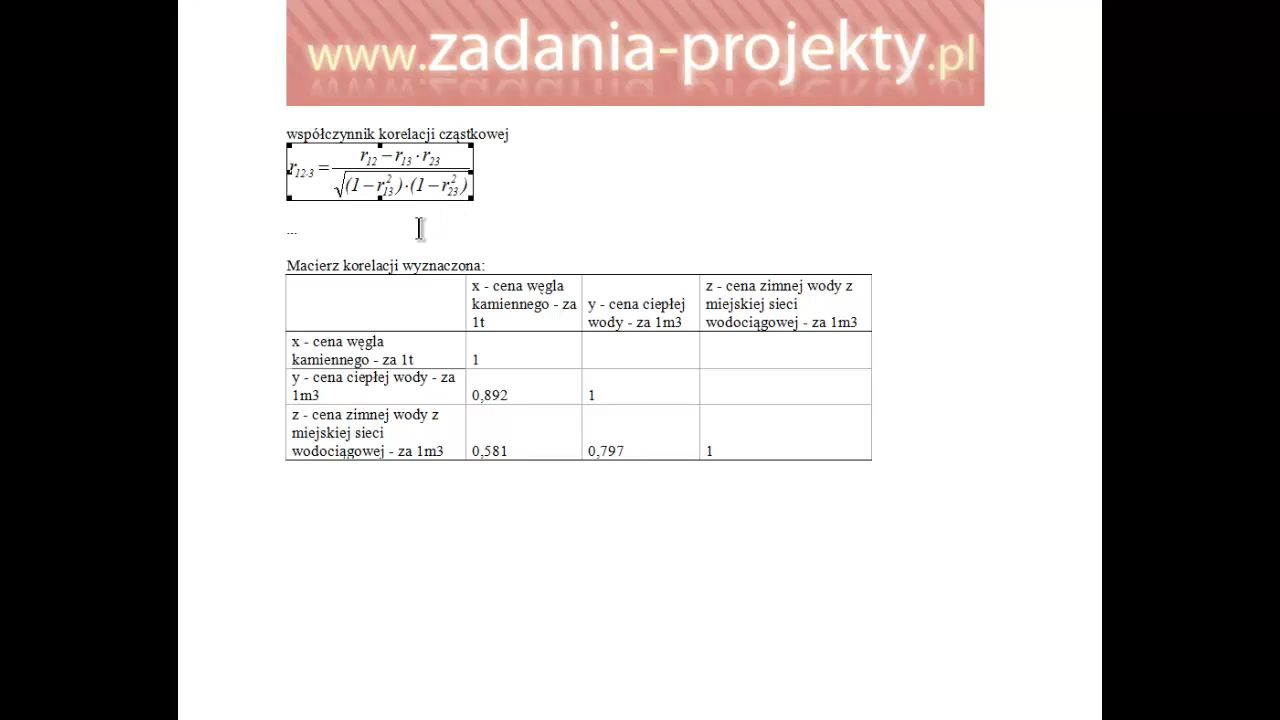 www.zadania-projekty.pl
współczynnik korelacji cząstkowej
r₁₂.₃ = (r₁₂ − r₁₃ · r₂₃) / √((1 − r₁₃²)·(1 − r₂₃²))
...
Macierz korelacji wyznaczona:
x - cena węgla
kamiennego - za
1t
y - cena ciepłej
wody - za 1m3
z - cena zimnej wody z
miejskiej sieci
wodociągowej - za 1m3
x - cena węgla
kamiennego - za 1t 1
y - cena ciepłej wody - za
1m3 0,892 1
z - cena zimnej wody z
miejskiej sieci
wodociągowej - za 1m3 0,581 0,797 1